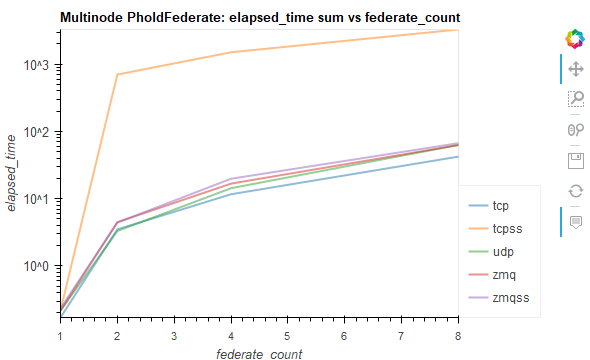 Multinode PholdFederate: elapsed_time sum vs federate_count
elapsed_time
10^3
10^2
10^1
10^0
1 2 3 4 5 6 7 8
federate_count
tcp
tcpss
udp
zmq
zmqss